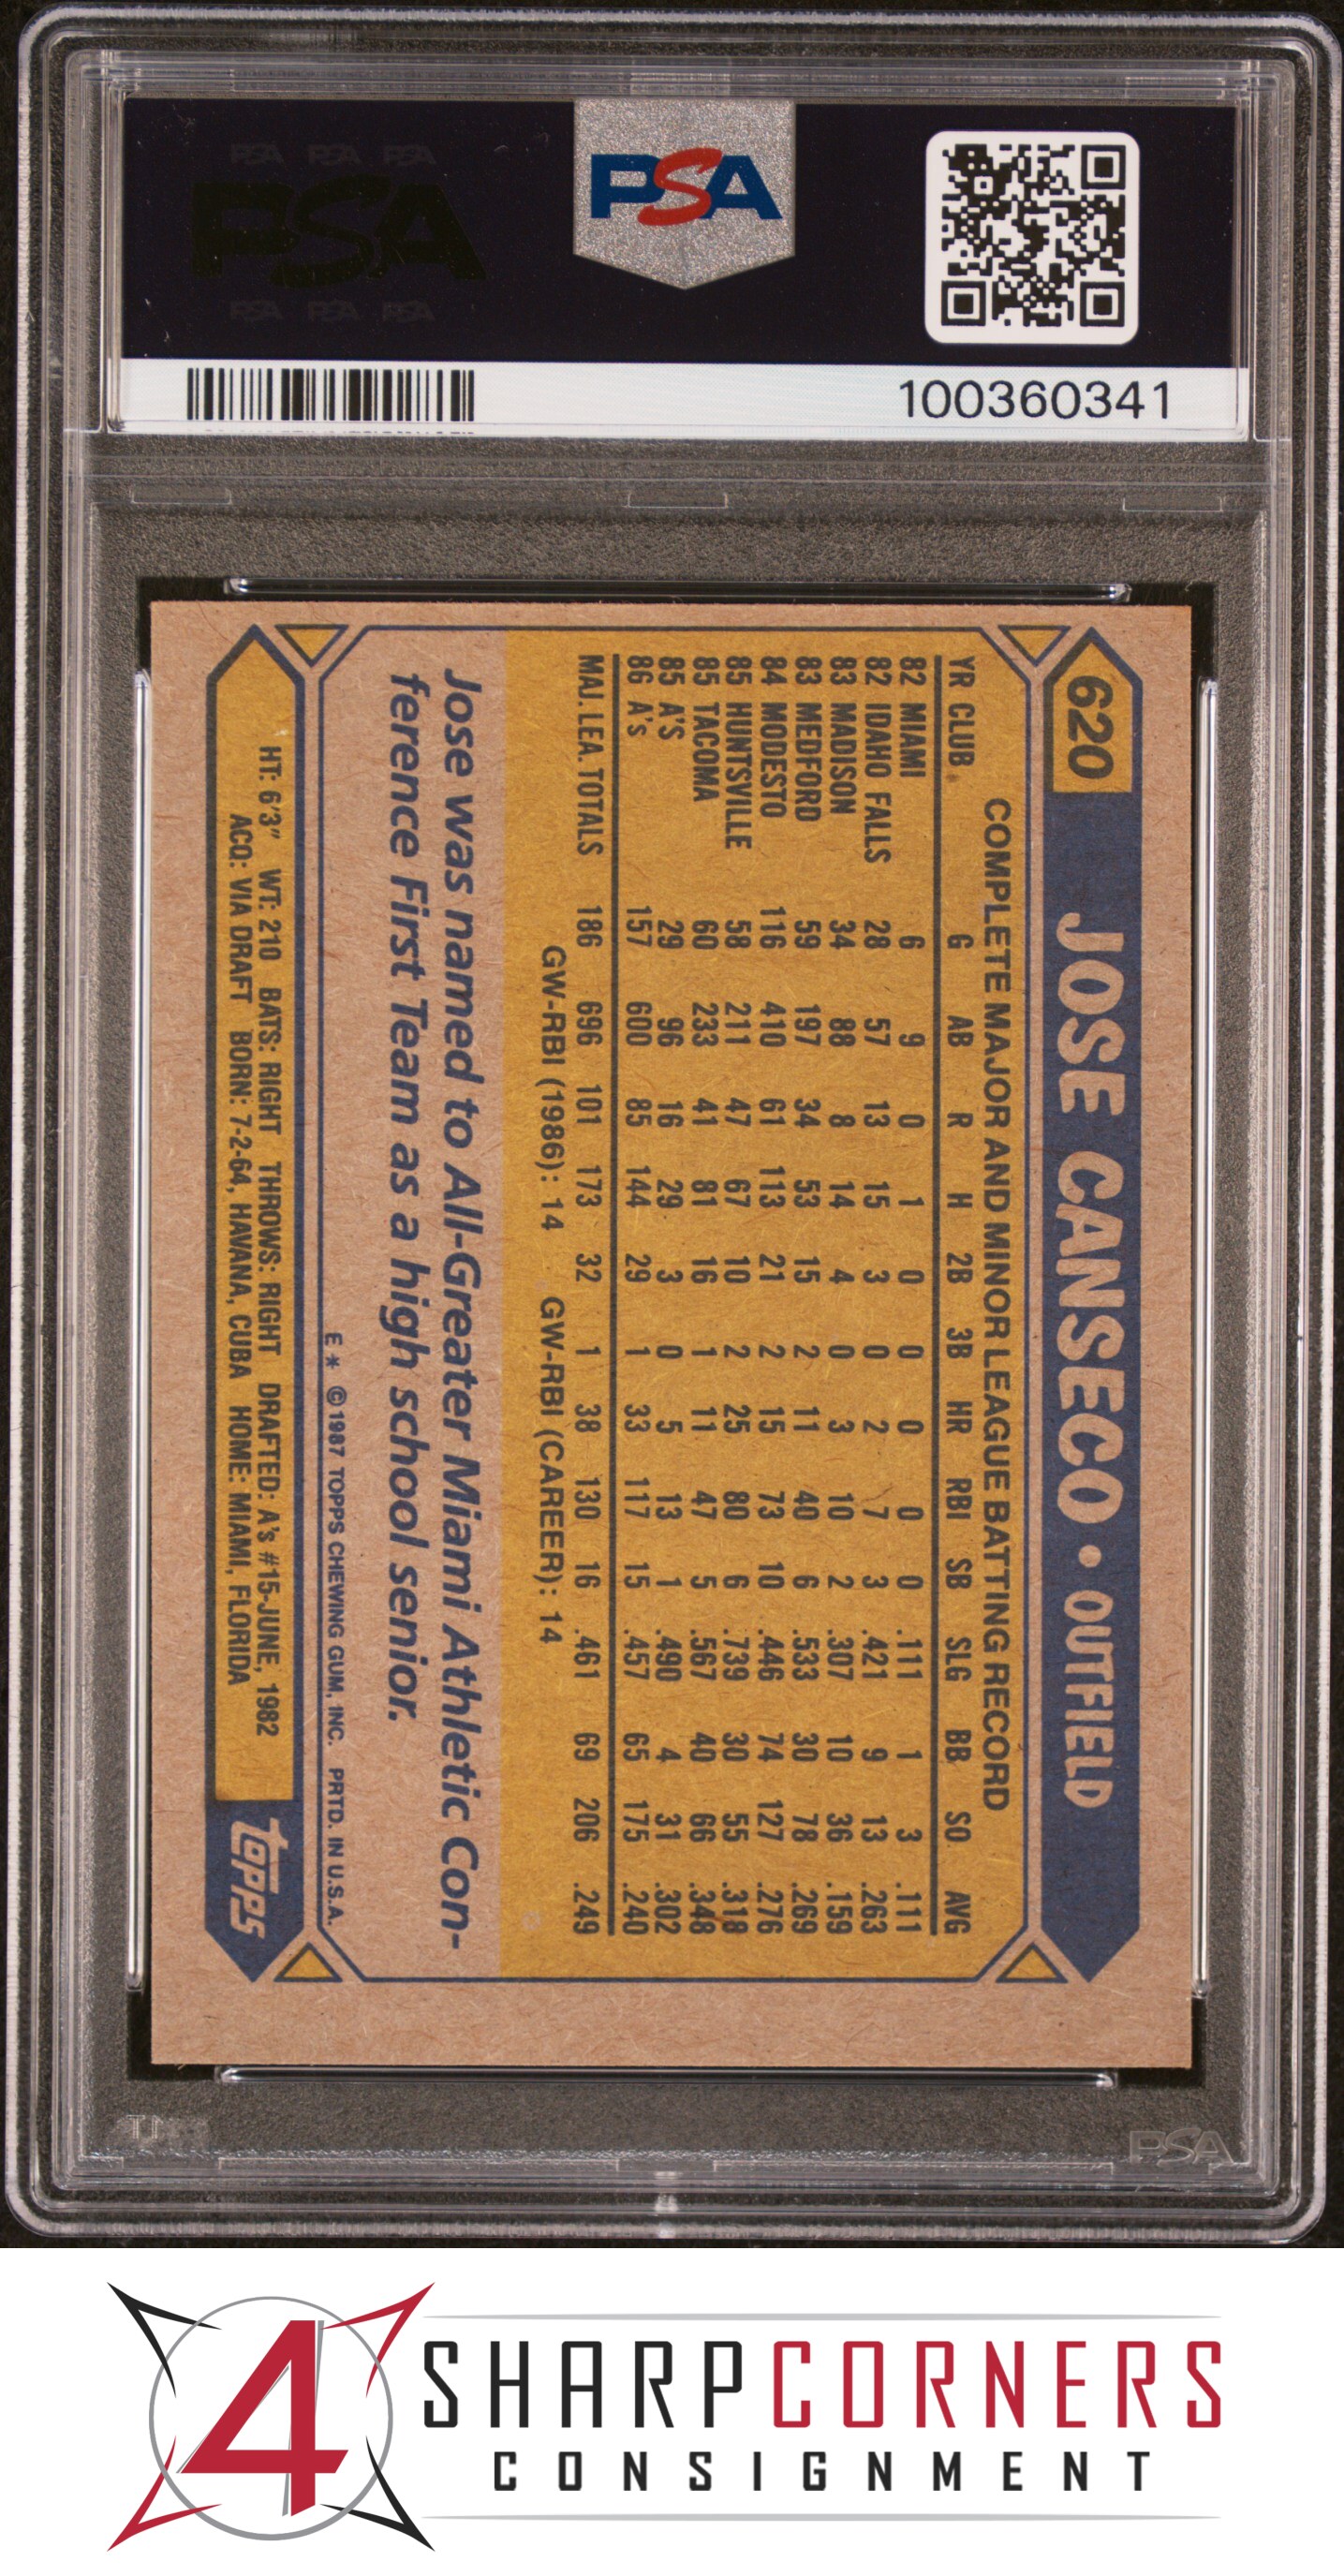 PSA PSA PSA
PSA
PSA PSA PSA
PSA
100360341
620 JOSE CANSECO • OUTFIELD
COMPLETE MAJOR AND MINOR LEAGUE BATTING RECORD
YR CLUB G AB R H 2B 3B HR RBI SB SLG BB SO AVG
82 MIAMI 6 9 0 1 0 0 0 0 0 .111 1 3 .111
82 IDAHO FALLS 28 57 13 15 3 0 2 7 3 .421 9 13 .263
83 MADISON 34 88 8 14 4 0 3 10 2 .307 10 36 .159
83 MEDFORD 59 197 34 53 15 2 11 40 6 .533 30 78 .269
84 MODESTO 116 410 61 113 21 2 15 73 10 .446 74 127 .276
85 HUNTSVILLE 58 211 47 67 10 2 25 80 6 .739 30 55 .318
85 TACOMA 60 233 41 81 16 1 11 47 5 .567 40 66 .348
85 A'S 29 96 16 29 3 0 5 13 1 .490 4 31 .302
86 A's 157 600 85 144 29 1 33 117 15 .457 65 175 .240
MAJ. LEA. TOTALS 186 696 101 173 32 1 38 130 16 .461 69 206 .249
GW-RBI (1986): 14 GW-RBI (CAREER): 14
Jose was named to All-Greater Miami Athletic Con-
ference First Team as a high school senior.
E* ©1987 TOPPS CHEWING GUM, INC. PRTD. IN U.S.A.
HT: 6'3" WT: 210 BATS: RIGHT THROWS: RIGHT DRAFTED: A's #15-JUNE, 1982
ACQ: VIA DRAFT BORN: 7-2-64, HAVANA, CUBA HOME: MIAMI, FLORIDA
topps
PSA
4
SHARPCORNERS
CONSIGNMENT